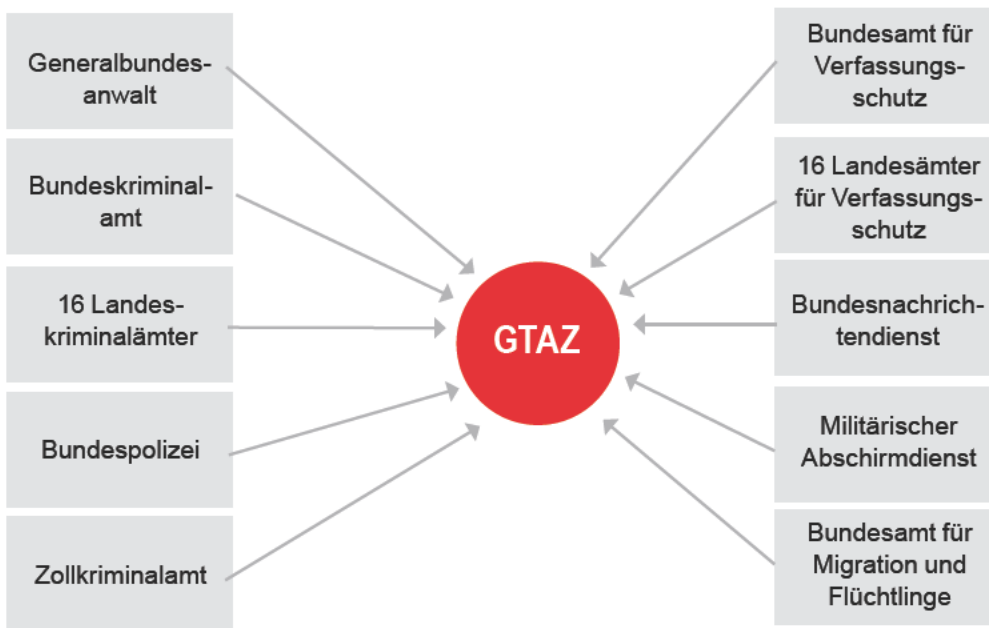 Generalbundes-
anwalt
Bundeskriminal-
amt
16 Landes-
kriminalämter
Bundespolizei
Zollkriminalamt
GTAZ
Bundesamt für
Verfassungs-
schutz
16 Landesämter
für Verfassungs-
schutz
Bundesnachrich-
tendienst
Militärischer
Abschirmdienst
Bundesamt für
Migration und
Flüchtlinge